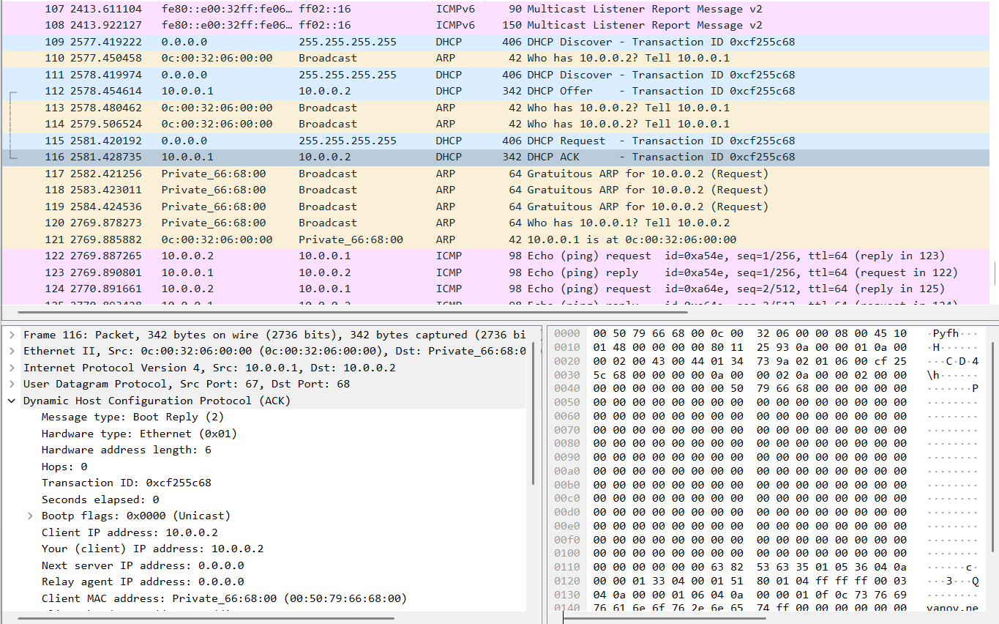 107 2413.611104 fe80::e00:32ff:fe06… ff02::16 ICMPv6 90 Multicast Listener Report Message v2
108 2413.922127 fe80::e00:32ff:fe06… ff02::16 ICMPv6 150 Multicast Listener Report Message v2
109 2577.419222 0.0.0.0 255.255.255.255 DHCP 406 DHCP Discover - Transaction ID 0xcf255c68
110 2577.450458 0c:00:32:06:00:00 Broadcast ARP 42 Who has 10.0.0.2? Tell 10.0.0.1
111 2578.419974 0.0.0.0 255.255.255.255 DHCP 406 DHCP Discover - Transaction ID 0xcf255c68
112 2578.454614 10.0.0.1 10.0.0.2 DHCP 342 DHCP Offer - Transaction ID 0xcf255c68
113 2578.480462 0c:00:32:06:00:00 Broadcast ARP 42 Who has 10.0.0.2? Tell 10.0.0.1
114 2579.506524 0c:00:32:06:00:00 Broadcast ARP 42 Who has 10.0.0.2? Tell 10.0.0.1
115 2581.420192 0.0.0.0 255.255.255.255 DHCP 406 DHCP Request - Transaction ID 0xcf255c68
116 2581.428735 10.0.0.1 10.0.0.2 DHCP 342 DHCP ACK - Transaction ID 0xcf255c68
117 2582.421256 Private_66:68:00 Broadcast ARP 64 Gratuitous ARP for 10.0.0.2 (Request)
118 2583.423011 Private_66:68:00 Broadcast ARP 64 Gratuitous ARP for 10.0.0.2 (Request)
119 2584.424536 Private_66:68:00 Broadcast ARP 64 Gratuitous ARP for 10.0.0.2 (Request)
120 2769.878273 Private_66:68:00 Broadcast ARP 64 Who has 10.0.0.1? Tell 10.0.0.2
121 2769.885882 0c:00:32:06:00:00 Private_66:68:00 ARP 42 10.0.0.1 is at 0c:00:32:06:00:00
122 2769.887265 10.0.0.2 10.0.0.1 ICMP 98 Echo (ping) request id=0xa54e, seq=1/256, ttl=64 (reply in 123)
123 2769.890801 10.0.0.1 10.0.0.2 ICMP 98 Echo (ping) reply id=0xa54e, seq=1/256, ttl=64 (request in 122)
124 2770.891661 10.0.0.2 10.0.0.1 ICMP 98 Echo (ping) request id=0xa64e, seq=2/512, ttl=64 (reply in 125)
Frame 116: Packet, 342 bytes on wire (2736 bits), 342 bytes captured (2736 bi
Ethernet II, Src: 0c:00:32:06:00:00 (0c:00:32:06:00:00), Dst: Private_66:68:0
Internet Protocol Version 4, Src: 10.0.0.1, Dst: 10.0.0.2
User Datagram Protocol, Src Port: 67, Dst Port: 68
Dynamic Host Configuration Protocol (ACK)
Message type: Boot Reply (2)
Hardware type: Ethernet (0x01)
Hardware address length: 6
Hops: 0
Transaction ID: 0xcf255c68
Seconds elapsed: 0
Bootp flags: 0x0000 (Unicast)
Client IP address: 10.0.0.2
Your (client) IP address: 10.0.0.2
Next server IP address: 0.0.0.0
Relay agent IP address: 0.0.0.0
Client MAC address: Private_66:68:00 (00:50:79:66:68:00)
0000 00 50 79 66 68 00 0c 00 32 06 00 00 08 00 45 10 ·Pyfh···
0010 01 48 00 00 00 00 80 11 25 93 0a 00 00 01 0a 00 ·H······
0020 00 02 00 43 00 44 01 34 73 9a 02 01 06 00 cf 25 ···C·D·4
0030 5c 68 00 00 00 00 0a 00 00 02 0a 00 00 02 00 00 \h······
0040 00 00 00 00 00 00 00 50 79 66 68 00 00 00 00 00 ·······P
0050 00 00 00 00 00 00 00 00 00 00 00 00 00 00 00 00 ········
0060 00 00 00 00 00 00 00 00 00 00 00 00 00 00 00 00 ········
0070 00 00 00 00 00 00 00 00 00 00 00 00 00 00 00 00 ········
0080 00 00 00 00 00 00 00 00 00 00 00 00 00 00 00 00 ········
0090 00 00 00 00 00 00 00 00 00 00 00 00 00 00 00 00 ········
00a0 00 00 00 00 00 00 00 00 00 00 00 00 00 00 00 00 ········
00b0 00 00 00 00 00 00 00 00 00 00 00 00 00 00 00 00 ········
00c0 00 00 00 00 00 00 00 00 00 00 00 00 00 00 00 00 ········
00d0 00 00 00 00 00 00 00 00 00 00 00 00 00 00 00 00 ········
00e0 00 00 00 00 00 00 00 00 00 00 00 00 00 00 00 00 ········
00f0 00 00 00 00 00 00 00 00 00 00 00 00 00 00 00 00 ········
0100 00 00 00 00 00 00 00 00 00 00 00 00 00 00 00 00 ········
0110 00 00 00 00 00 00 63 82 53 63 35 01 05 36 04 0a ······c·
0120 00 00 01 33 04 00 01 51 80 01 04 ff ff ff 00 03 ···3···Q
0130 04 0a 00 00 01 06 04 0a 00 00 01 0f 0c 73 76 69 ········
0140 76 61 6e 6f 76 2e 6e 65 74 ff 00 00 00 00 00 00 vanov.ne